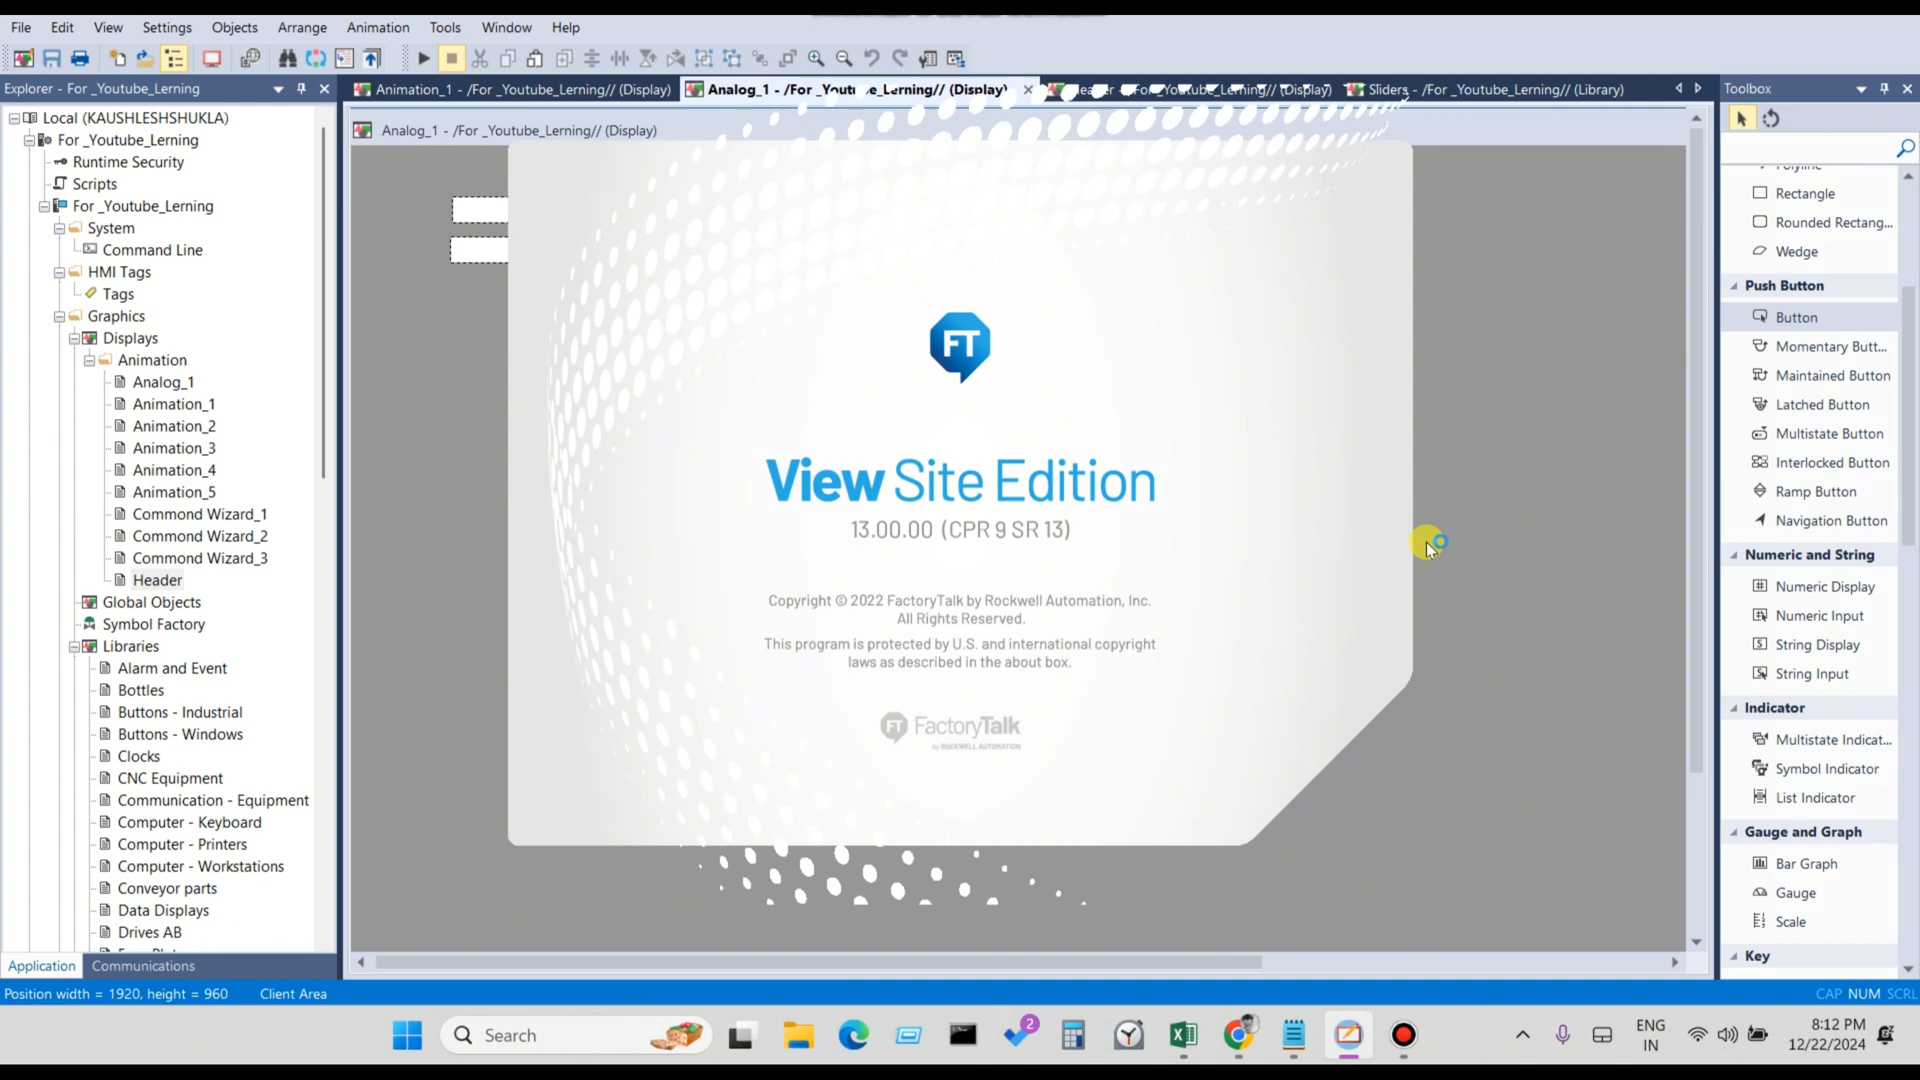 File Edit View Settings Objects Arrange Animation Tools Window Help
Explorer - For _Youtube_Lerning
Animation_1 - /For _Youtube_Lerning// (Display)
Analog_1 - /For _Youtube_Lerning// (Display)
/For _Youtube_Lerning// (Display)
Sliders - /For _Youtube_Lerning// (Library)
Toolbox
Analog_1 - /For _Youtube_Lerning// (Display)
Local (KAUSHLESHSHUKLA)
For _Youtube_Lerning
Runtime Security
Scripts
For _Youtube_Lerning
System
Command Line
HMI Tags
Tags
Graphics
Displays
Animation
Analog_1
Animation_1
Animation_2
Animation_3
Animation_4
Animation_5
Commond Wizard_1
Commond Wizard_2
Commond Wizard_3
Header
Global Objects
Symbol Factory
Libraries
Alarm and Event
Bottles
Buttons - Industrial
Buttons - Windows
Clocks
CNC Equipment
Communication - Equipment
Computer - Keyboard
Computer - Printers
Computer - Workstations
Conveyor parts
Data Displays
Drives AB
Application Communications
FT
View Site Edition
13.00.00 (CPR 9 SR 13)
Copyright © 2022 FactoryTalk by Rockwell Automation, Inc.
All Rights Reserved.
This program is protected by U.S. and international copyright
laws as described in the about box.
FT FactoryTalk
by ROCKWELL AUTOMATION
Polyline
Rectangle
Rounded Rectang...
Wedge
Push Button
Button
Momentary Butt...
Maintained Button
Latched Button
Multistate Button
Interlocked Button
Ramp Button
Navigation Button
Numeric and String
Numeric Display
Numeric Input
String Display
String Input
Indicator
Multistate Indicat...
Symbol Indicator
List Indicator
Gauge and Graph
Bar Graph
Gauge
Scale
Key
Position width = 1920, height = 960 Client Area
CAP NUM SCRL
Search
2
ENG
IN
8:12 PM
12/22/2024